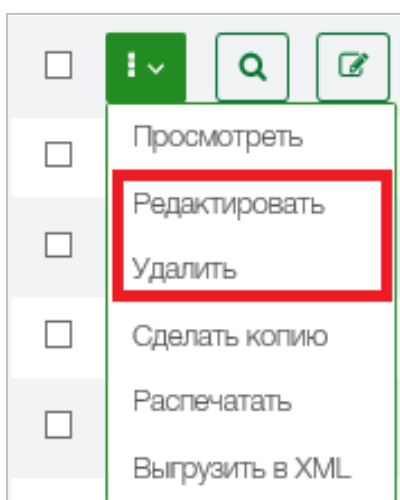 Просмотреть
Редактировать
Удалить
Сделать копию
Распечатать
Выгрузить в XML